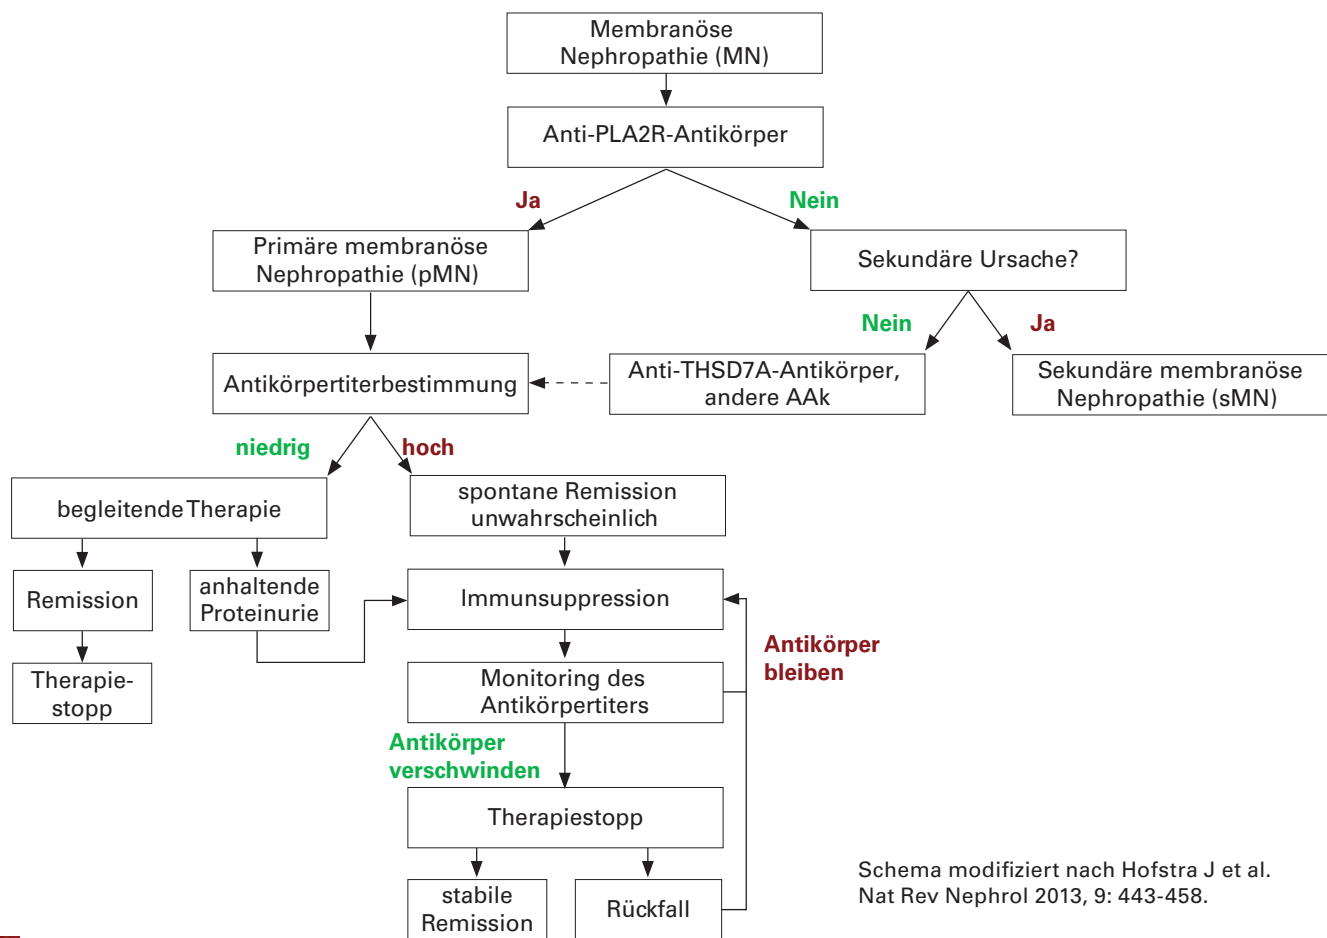 Membranöse
Nephropathie (MN)
Anti-PLA2R-Antikörper
Ja
Nein
Primäre membranöse
Nephropathie (pMN)
Sekundäre Ursache?
Nein
Ja
Antikörpertiterbestimmung
Anti-THSD7A-Antikörper,
andere AAk
Sekundäre membranöse
Nephropathie (sMN)
niedrig
hoch
begleitende Therapie
spontane Remission
unwahrscheinlich
Remission
anhaltende
Proteinurie
Immunsuppression
Therapie-
stopp
Monitoring des
Antikörpertiters
Antikörper
bleiben
Antikörper
verschwinden
Therapiestopp
stabile
Remission
Rückfall
Schema modifiziert nach Hofstra J et al.
Nat Rev Nephrol 2013, 9: 443-458.